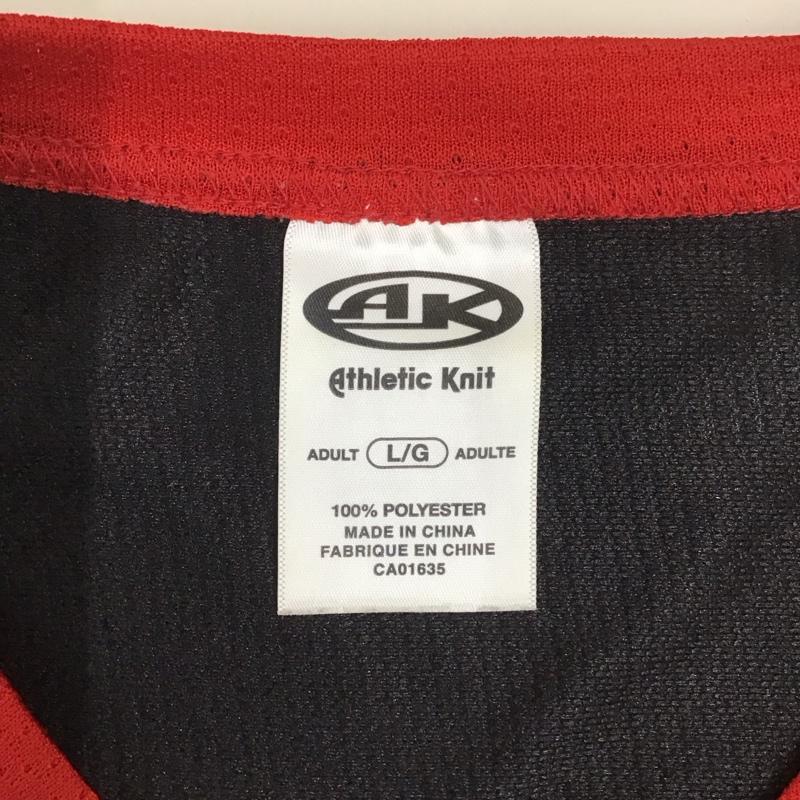 AK
Athletic Knit
ADULT L/G ADULTE
100% POLYESTER
MADE IN CHINA
FABRIQUE EN CHINE
CA01635